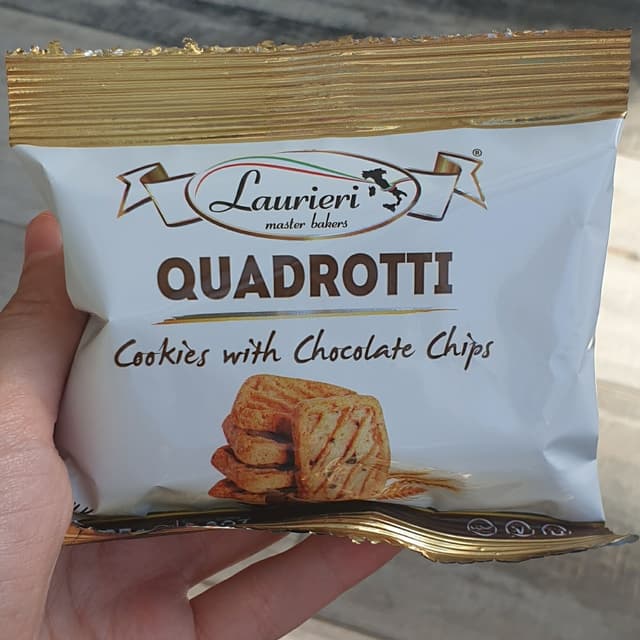 Laurieri
®
master bakers
QUADROTTI
Cookies with Chocolate Chips